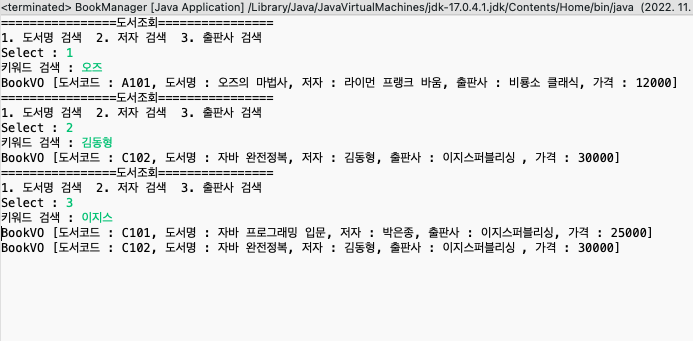 <terminated> BookManager [Java Application] /Library/Java/JavaVirtualMachines/jdk-17.0.4.1.jdk/Contents/Home/bin/java (2022. 11.
================도서조회================
1. 도서명 검색  2. 저자 검색  3. 출판사 검색
Select : 1
키워드 검색 : 오즈
BookVO [도서코드 : A101, 도서명 : 오즈의 마법사, 저자 : 라이먼 프랭크 바움, 출판사 : 비룡소 클래식, 가격 : 12000]
================도서조회================
1. 도서명 검색  2. 저자 검색  3. 출판사 검색
Select : 2
키워드 검색 : 김동형
BookVO [도서코드 : C102, 도서명 : 자바 완전정복, 저자 : 김동형, 출판사 : 이지스퍼블리싱 , 가격 : 30000]
================도서조회================
1. 도서명 검색  2. 저자 검색  3. 출판사 검색
Select : 3
키워드 검색 : 이지스
BookVO [도서코드 : C101, 도서명 : 자바 프로그래밍 입문, 저자 : 박은종, 출판사 : 이지스퍼블리싱, 가격 : 25000]
BookVO [도서코드 : C102, 도서명 : 자바 완전정복, 저자 : 김동형, 출판사 : 이지스퍼블리싱 , 가격 : 30000]